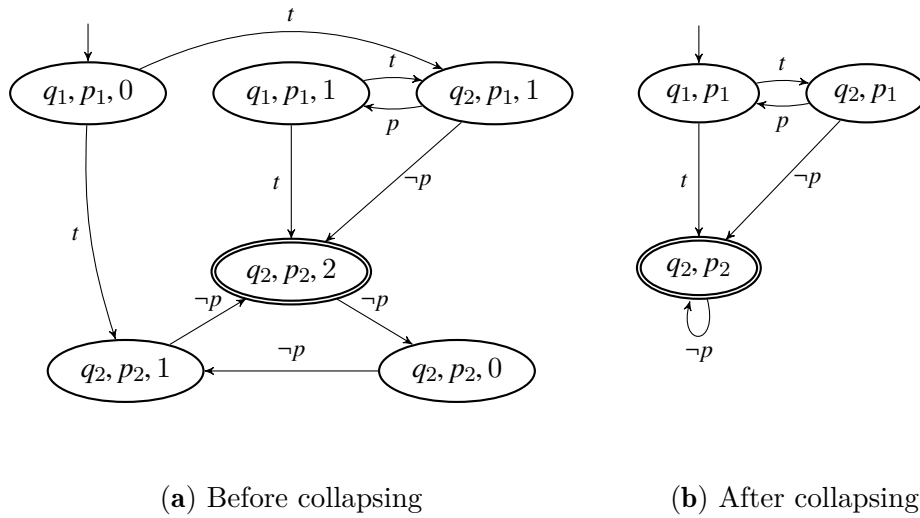 t
q₁, p₁, 0
q₁, p₁, 1
t
q₂, p₁, 1
p
t
t
¬p
q₂, p₂, 2
¬p
¬p
q₂, p₂, 1
¬p
q₂, p₂, 0
(a) Before collapsing
q₁, p₁
t
q₂, p₁
p
t
¬p
q₂, p₂
¬p
(b) After collapsing